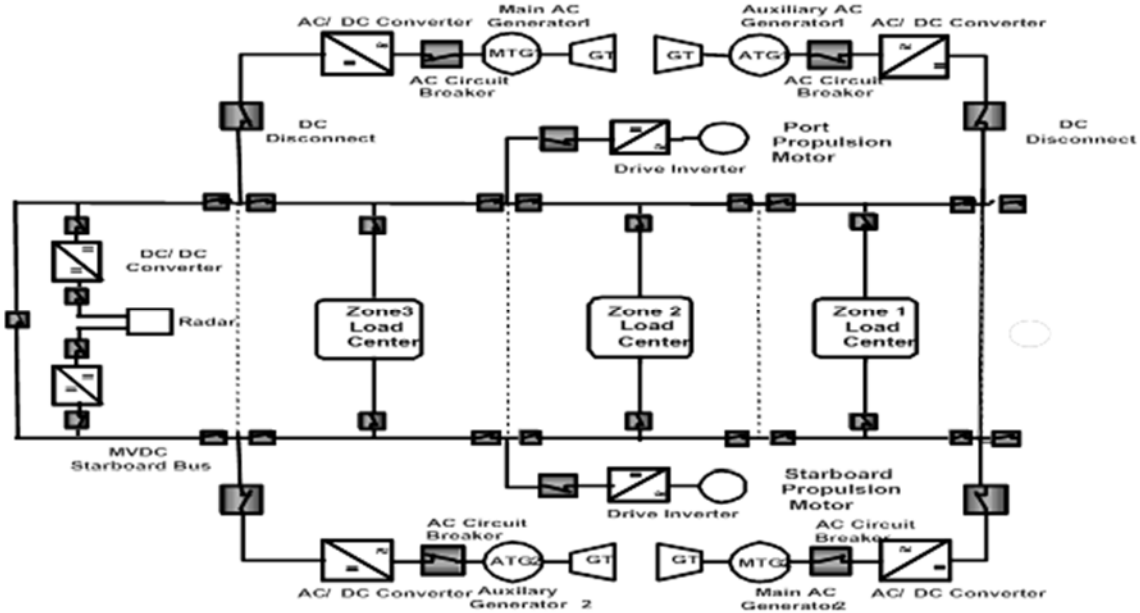 AC/ DC Converter
Main AC
Generator1
Auxiliary AC
Generator1
AC/ DC Converter
MTG1
GT
GT
ATG1
AC Circuit
Breaker
AC Circuit
Breaker
DC
Disconnect
Port
Propulsion
Motor
DC
Disconnect
Drive Inverter
DC/ DC
Converter
Radar
Zone3
Load
Center
Zone 2
Load
Center
Zone 1
Load
Center
MVDC
Starboard Bus
Starboard
Propulsion
Motor
Drive Inverter
AC Circuit
Breaker
AC Circuit
Breaker
ATG2
GT
GT
MTG2
AC/ DC Converter
Auxilary
Generator 2
Main AC
Generator2
AC/ DC Converter